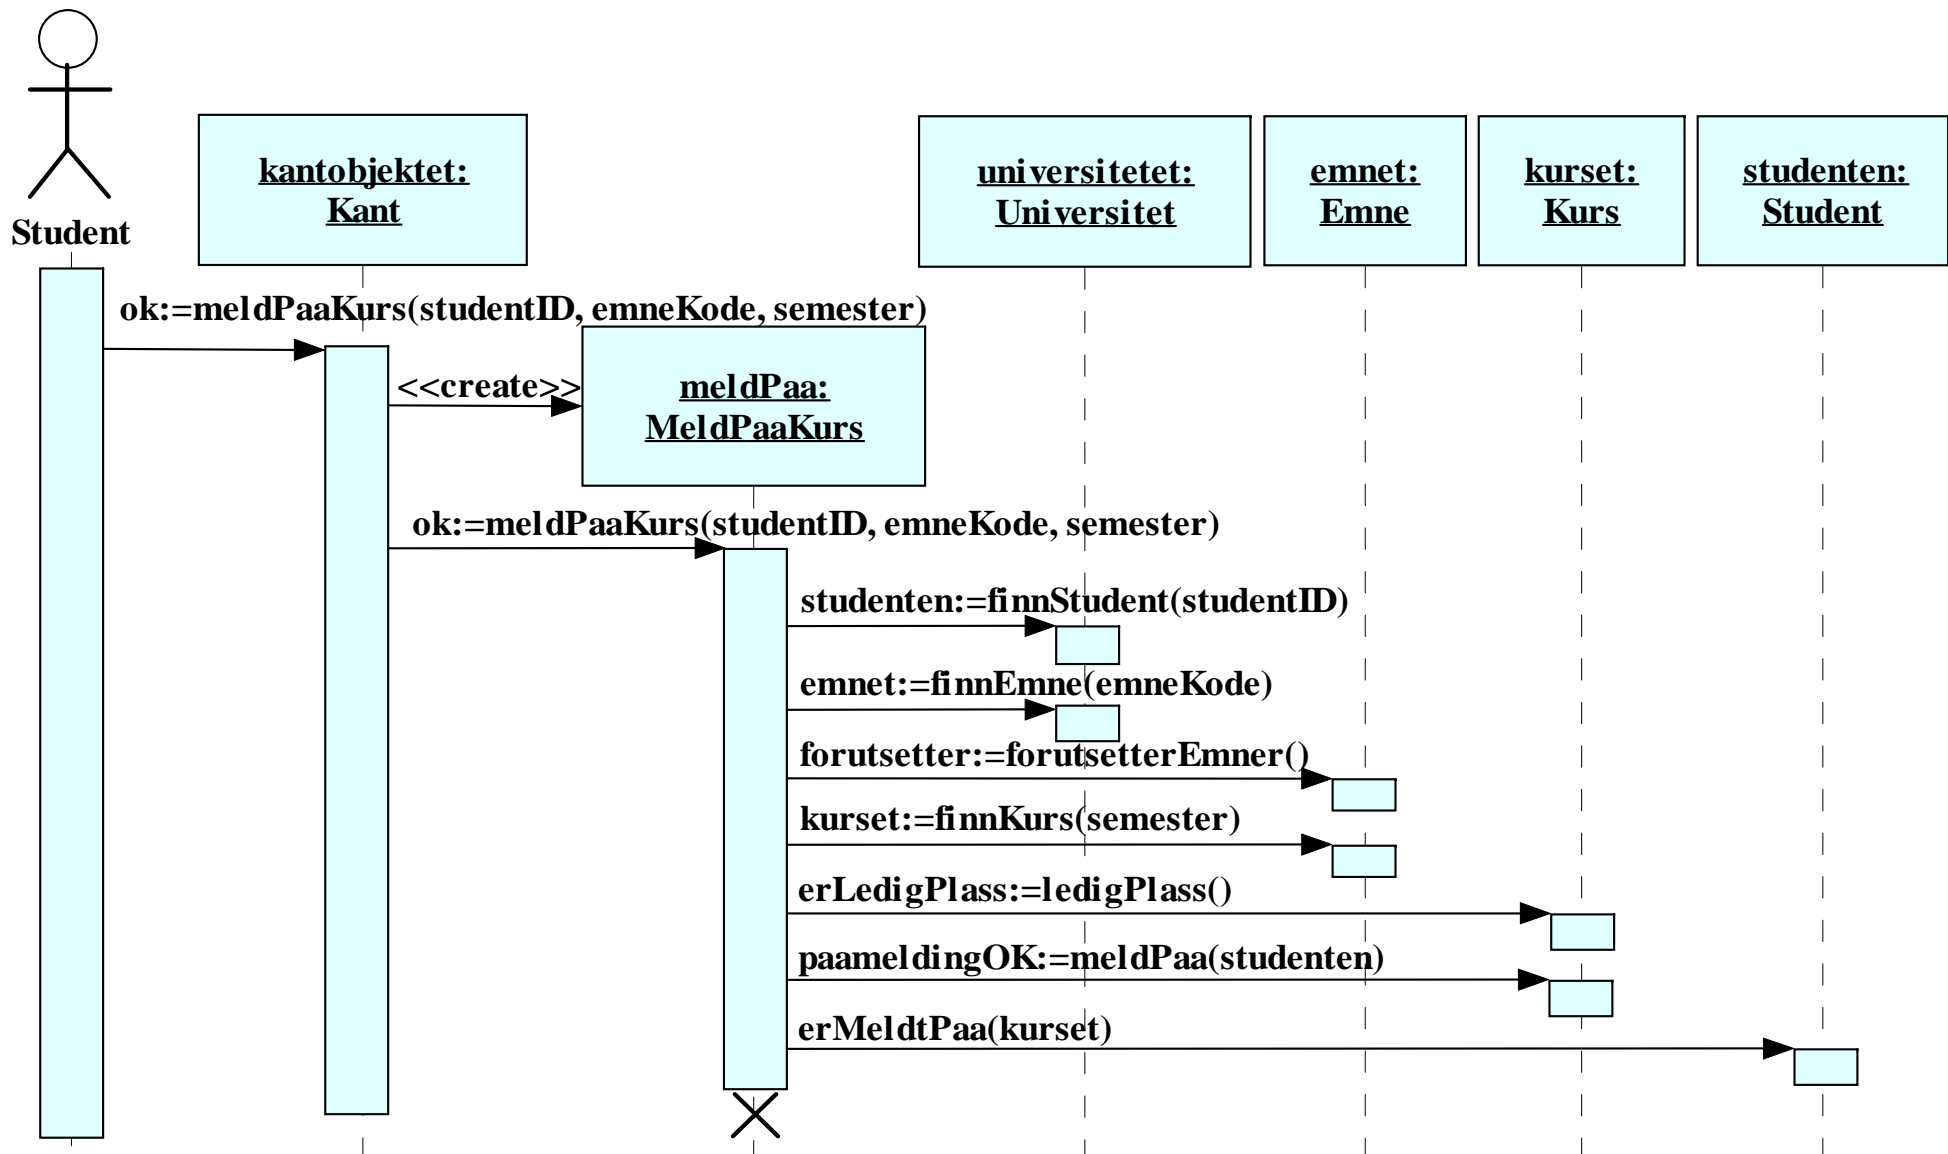 kantobjektet:
Kant
universitetet:
Universitet
emnet:
Emne
kurset:
Kurs
studenten:
Student
Student
ok:=meldPaaKurs(studentID, emneKode, semester)
<<create>>
meldPaa:
MeldPaaKurs
ok:=meldPaaKurs(studentID, emneKode, semester)
studenten:=finnStudent(studentID)
emnet:=finnEmne(emneKode)
forutsetter:=forutsetterEmner()
kurset:=finnKurs(semester)
erLedigPlass:=ledigPlass()
paameldingOK:=meldPaa(studenten)
erMeldtPaa(kurset)